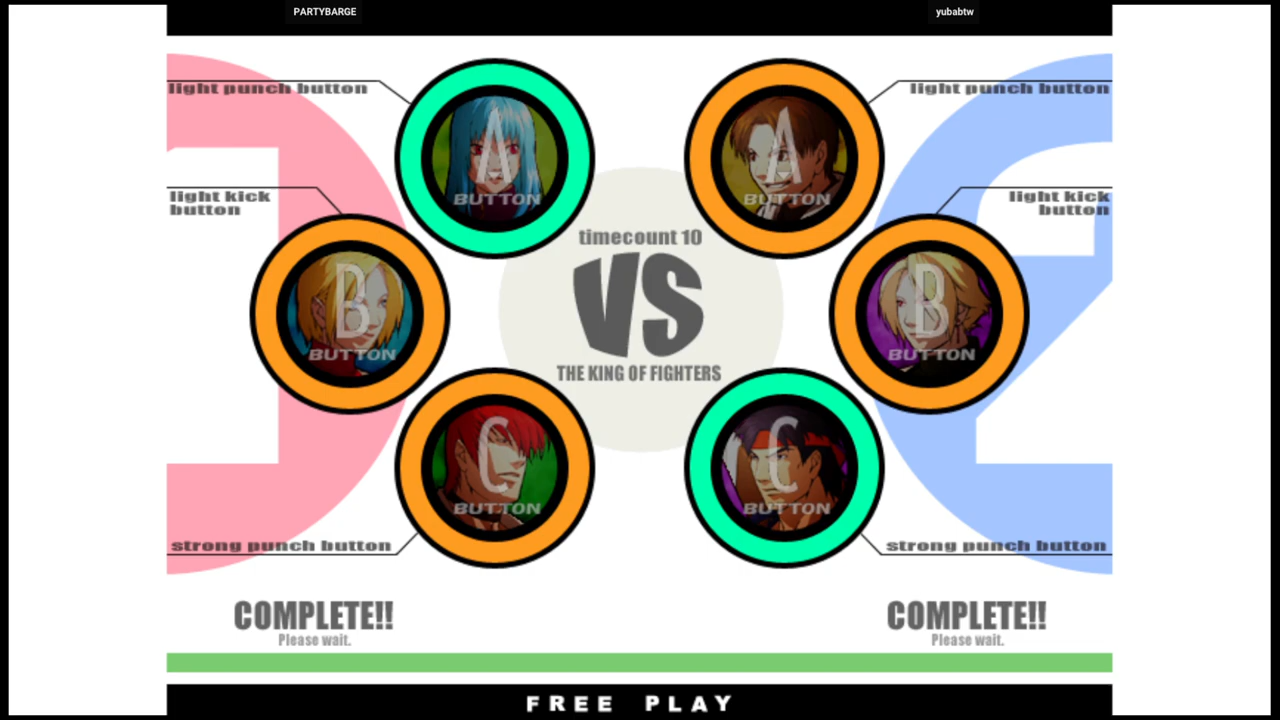 PARTYBARGE
yubabtw
light punch button
light punch button
A
BUTTON
A
BUTTON
light kick
button
light kick
button
timecount 10
VS
THE KING OF FIGHTERS
B
BUTTON
B
BUTTON
C
BUTTON
C
BUTTON
strong punch button
strong punch button
COMPLETE!!
Please wait.
COMPLETE!!
Please wait.
FREE PLAY